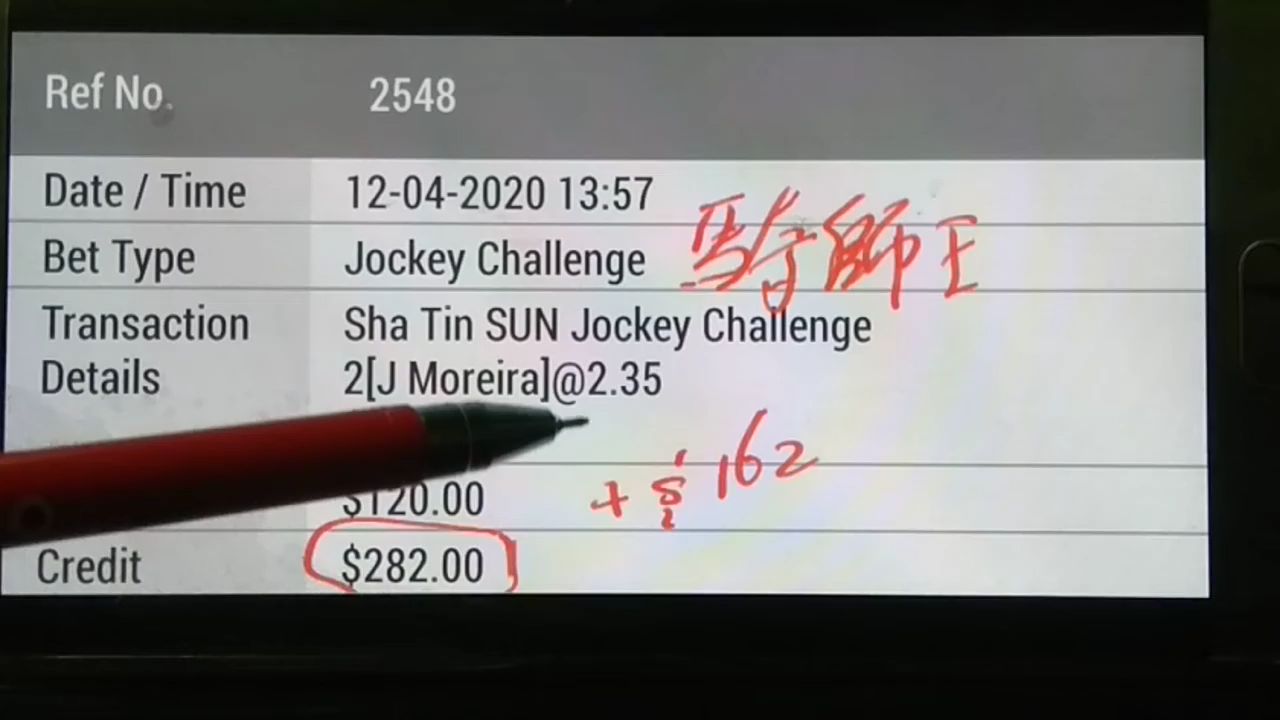 Ref No. 2548
Date / Time 12-04-2020 13:57
Bet Type Jockey Challenge 騎師王
Transaction Sha Tin SUN Jockey Challenge
Details 2[J Moreira]@2.35
+ $ 162
$120.00
Credit $282.00